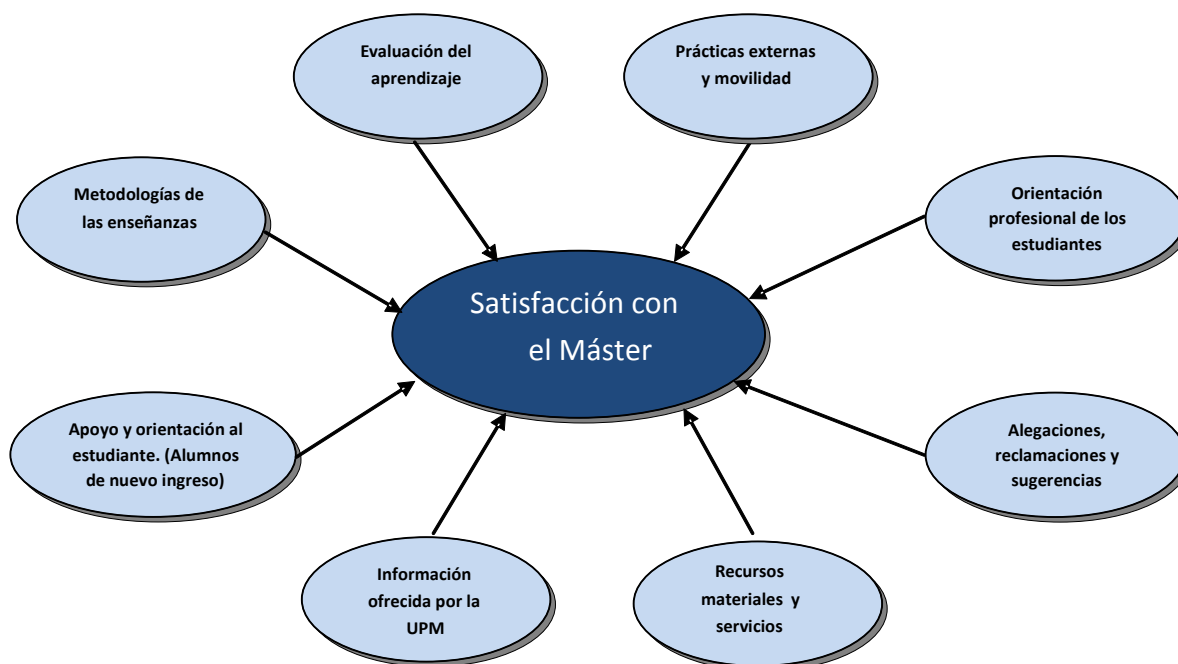 Evaluación del
aprendizaje
Prácticas externas
y movilidad
Metodologías de
las enseñanzas
Orientación
profesional de los
estudiantes
Satisfacción con
el Máster
Apoyo y orientación al
estudiante. (Alumnos
de nuevo ingreso)
Alegaciones,
reclamaciones y
sugerencias
Información
ofrecida por la
UPM
Recursos
materiales y
servicios